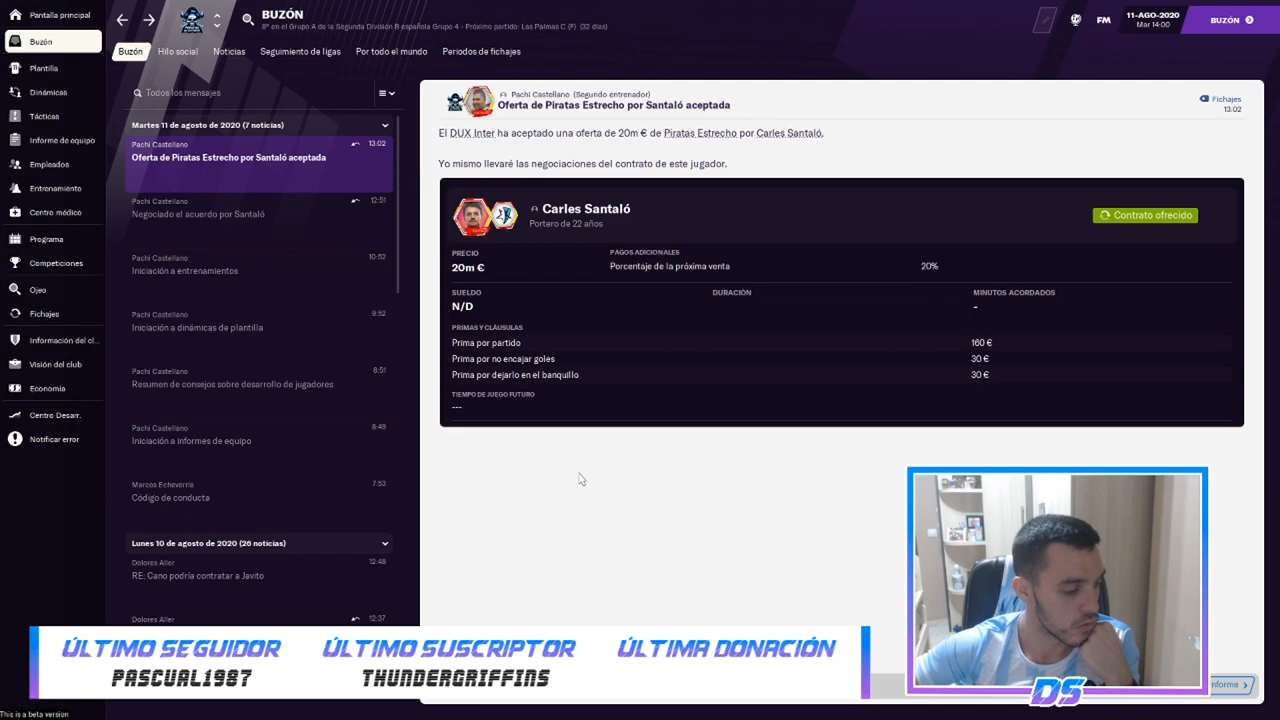 Pantalla principal
Buzón
Plantilla
Dinámicas
Tácticas
Informe de equipo
Empleados
Entrenamiento
Centro médico
Programa
Competiciones
Ojeo
Fichajes
Información del cl...
Visión del club
Economía
Centro Desarr.
Notificar error
This is a beta version
BUZÓN
8º en el Grupo A de la Segunda División B española Grupo 4 - Próximo partido: Las Palmas C (F) (32 días)
FM
11-AGO-2020
Mar 14:00
BUZÓN
Buzón
Hilo social
Noticias
Seguimiento de ligas
Por todo el mundo
Periodos de fichajes
Todos los mensajes
Martes 11 de agosto de 2020 (7 noticias)
Pachi Castellano 13:02
Oferta de Piratas Estrecho por Santaló aceptada
Pachi Castellano 12:51
Negociado el acuerdo por Santaló
Pachi Castellano 10:52
Iniciación a entrenamientos
Pachi Castellano 9:52
Iniciación a dinámicas de plantilla
Pachi Castellano 8:51
Resumen de consejos sobre desarrollo de jugadores
Pachi Castellano 8:49
Iniciación a informes de equipo
Marcos Echeverría 7:53
Código de conducta
Lunes 10 de agosto de 2020 (26 noticias)
Dolores Aller 12:48
RE: Cano podría contratar a Javito
Dolores Aller 12:37
Pachi Castellano (Segundo entrenador)
Oferta de Piratas Estrecho por Santaló aceptada
Fichajes
13:02
El DUX Inter ha aceptado una oferta de 20m € de Piratas Estrecho por Carles Santaló.
Yo mismo llevaré las negociaciones del contrato de este jugador.
Carles Santaló
Portero de 22 años
Contrato ofrecido
PRECIO
20m €
PAGOS ADICIONALES
Porcentaje de la próxima venta 20%
SUELDO
N/D
DURACIÓN
MINUTOS ACORDADOS
-
PRIMAS Y CLÁUSULAS
Prima por partido 160 €
Prima por no encajar goles 30 €
Prima por dejarlo en el banquillo 30 €
TIEMPO DE JUEGO FUTURO
---
ÚLTIMO SEGUIDOR
PASCUAL1987
ÚLTIMO SUSCRIPTOR
THUNDERGRIFFINS
ÚLTIMA DONACIÓN
DS
nforme